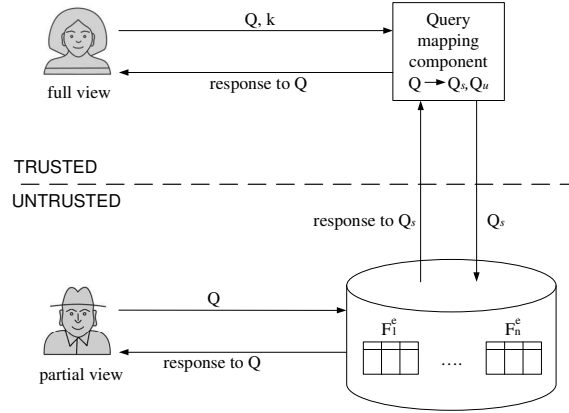 Q, k
response to Q
full view
Query
mapping
component
Q → Qs,Qu
TRUSTED
UNTRUSTED
response to Qs
Qs
Q
response to Q
partial view
F1e
....
Fne